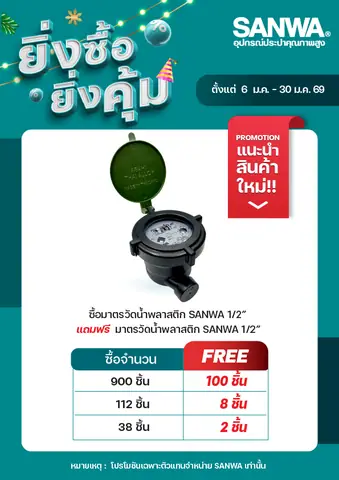 ยิ่งซื้อ
ยิ่งคุ้ม
%
SANWA®
อุปกรณ์ประปาคุณภาพสูง
ตั้งแต่ 6 ม.ค. - 30 ม.ค. 69
PROMOTION
แนะนำ
สินค้า
ใหม่!!
ซื้อมาตรวัดน้ำพลาสติก SANWA 1/2”
แถมฟรี มาตรวัดน้ำพลาสติก SANWA 1/2”
ซื้อจำนวน FREE
900 ชิ้น 100 ชิ้น
112 ชิ้น 8 ชิ้น
38 ชิ้น 2 ชิ้น
หมายเหตุ : โปรโมชันเฉพาะตัวแทนจำหน่าย SANWA เท่านั้น